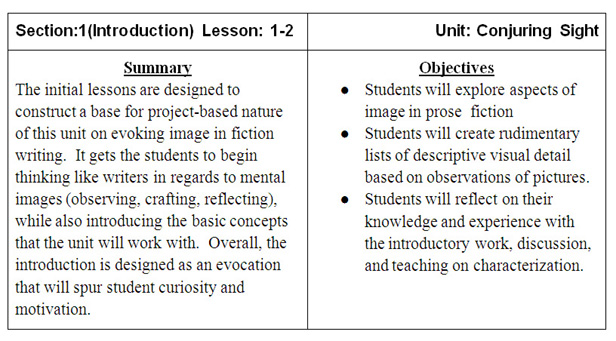 Section:1(Introduction) Lesson: 1-2
Unit: Conjuring Sight
Summary
The initial lessons are designed to
construct a base for project-based nature
of this unit on evoking image in fiction
writing. It gets the students to begin
thinking like writers in regards to mental
images (observing, crafting, reflecting),
while also introducing the basic concepts
that the unit will work with. Overall, the
introduction is designed as an evocation
that will spur student curiosity and
motivation.
Objectives
● Students will explore aspects of
image in prose fiction
● Students will create rudimentary
lists of descriptive visual detail
based on observations of pictures.
● Students will reflect on their
knowledge and experience with
the introductory work, discussion,
and teaching on characterization.